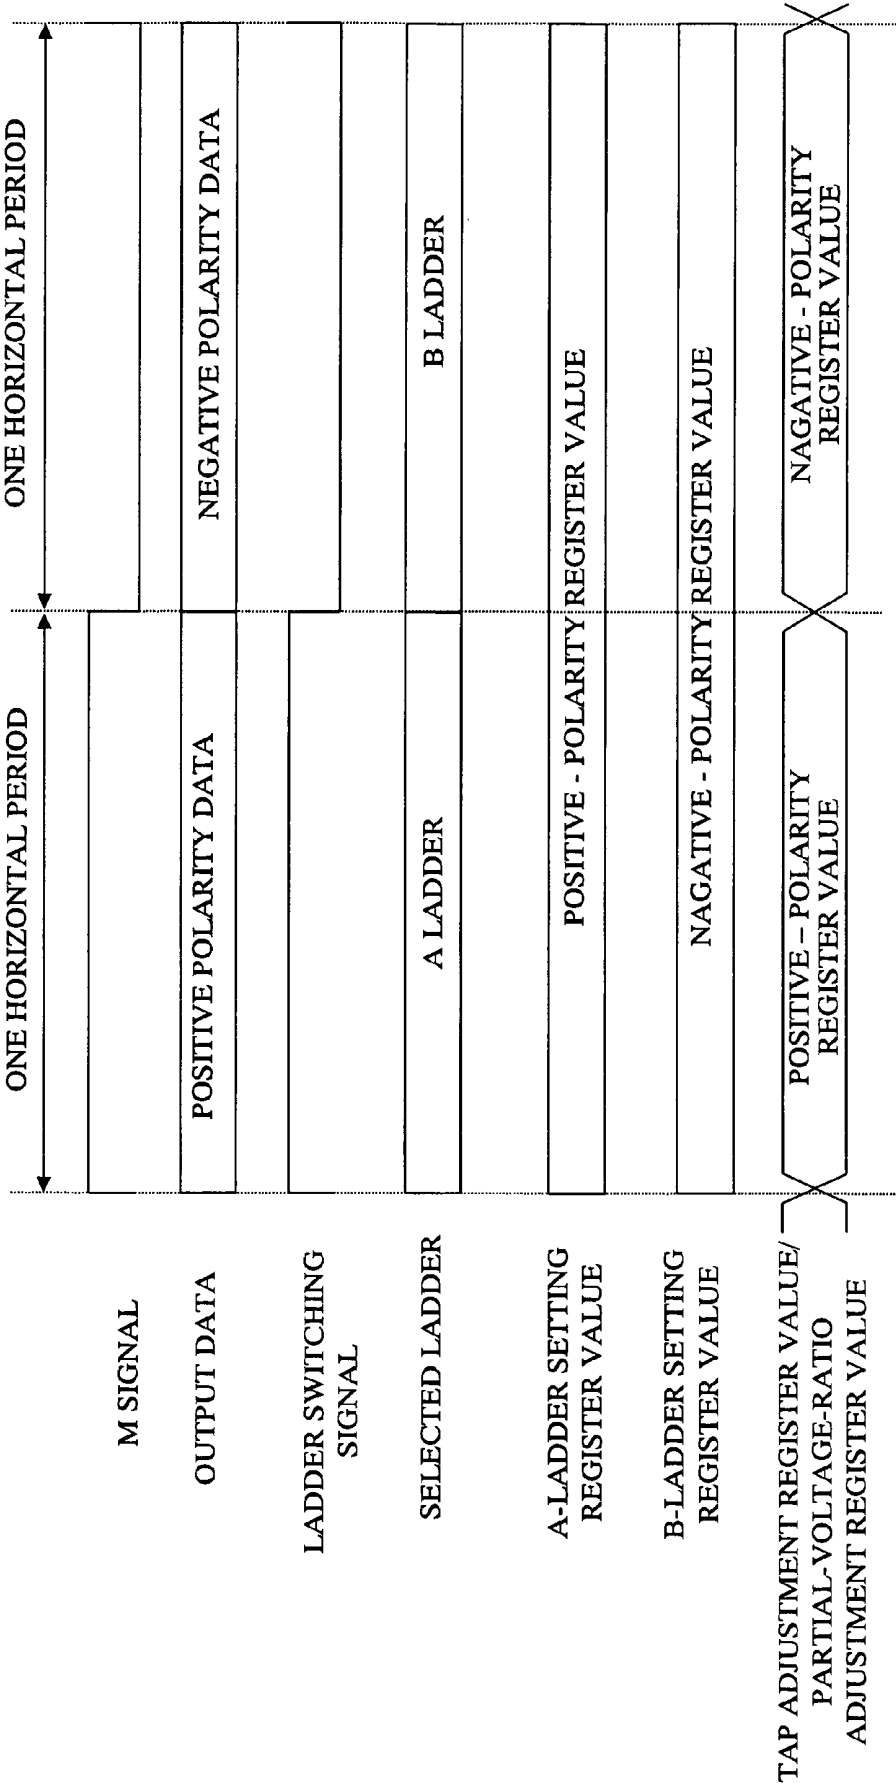 ONE HORIZONTAL PERIOD
ONE HORIZONTAL PERIOD
M SIGNAL
OUTPUT DATA
POSITIVE POLARITY DATA
NEGATIVE POLARITY DATA
LADDER SWITCHING
SIGNAL
SELECTED LADDER
A LADDER
B LADDER
A-LADDER SETTING
REGISTER VALUE
POSITIVE - POLARITY REGISTER VALUE
B-LADDER SETTING
REGISTER VALUE
NAGATIVE - POLARITY REGISTER VALUE
TAP ADJUSTMENT REGISTER VALUE/
PARTIAL-VOLTAGE-RATIO
ADJUSTMENT REGISTER VALUE
POSITIVE – POLARITY
REGISTER VALUE
NAGATIVE - POLARITY
REGISTER VALUE